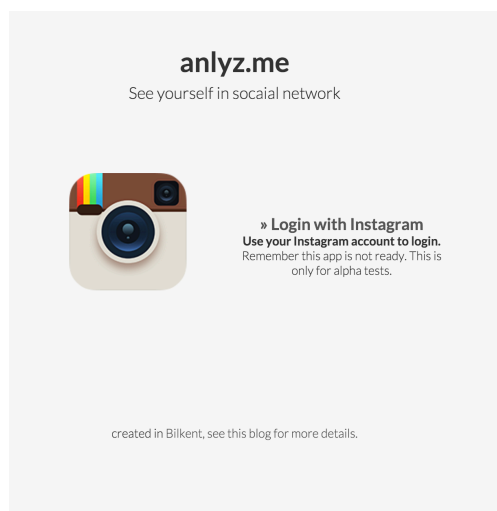 anlyz.me
See yourself in socaial network
» Login with Instagram
Use your Instagram account to login.
Remember this app is not ready. This is
only for alpha tests.
created in Bilkent, see this blog for more details.